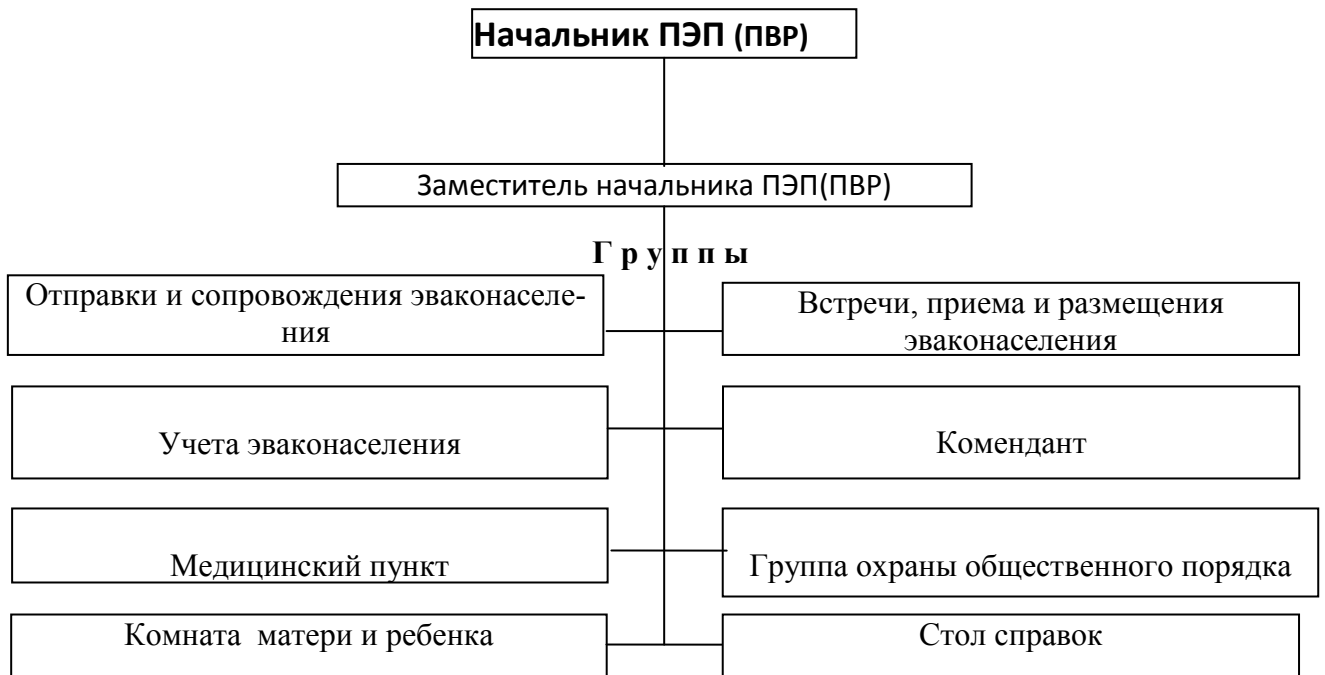 Начальник ПЭП (ПВР)
Заместитель начальника ПЭП(ПВР)
Г р у п п ы
Отправки и сопровождения эваконаселе-
ния
Встречи, приема и размещения
эваконаселения
Учета эваконаселения
Комендант
Медицинский пункт
Группа охраны общественного порядка
Комната матери и ребенка
Стол справок